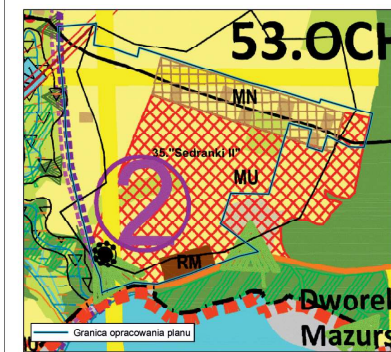 53.OCH
MN
35."Sedranki II"
MU
2
RM
Dworek
Mazurs
Granica opracowania planu